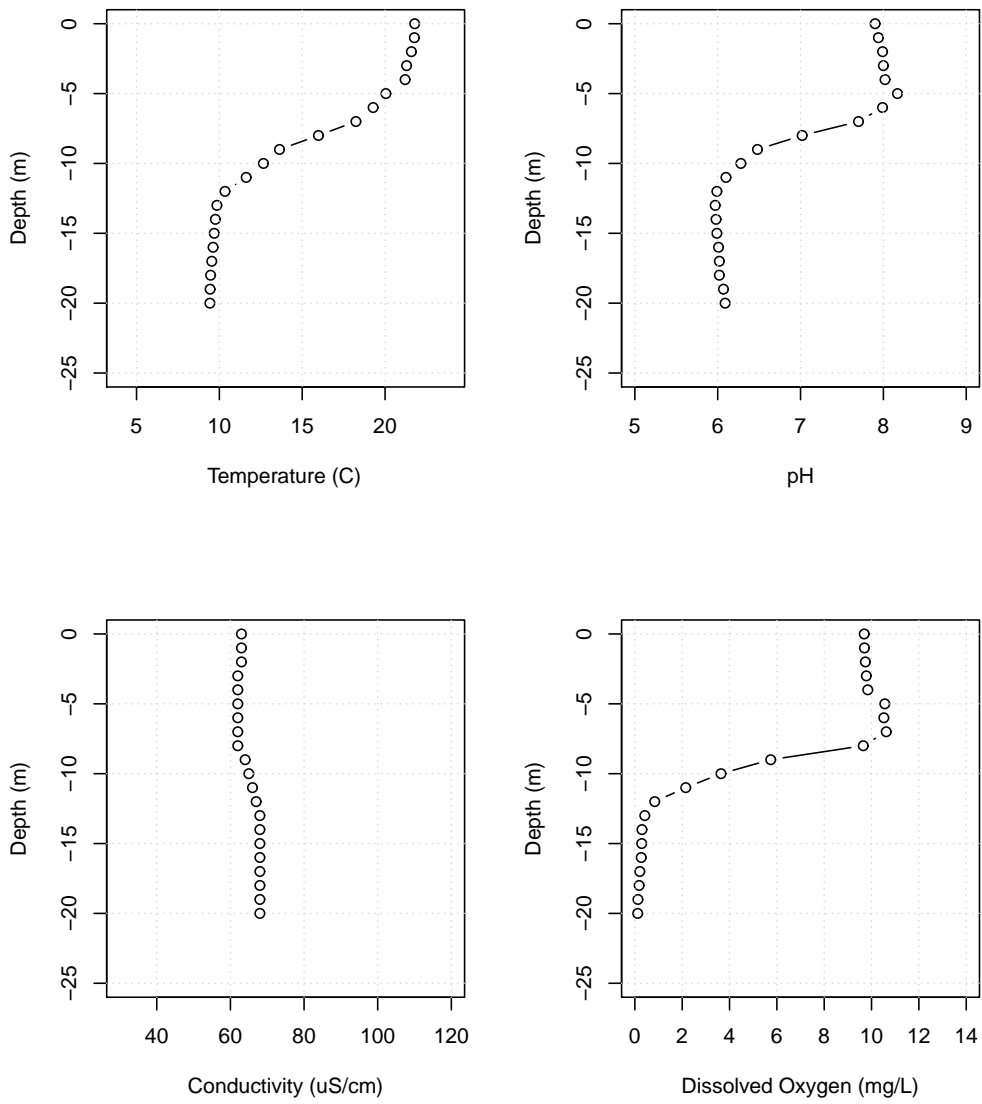 0
−5
−10
−15
−20
−25
Depth (m)
5 10 15 20
Temperature (C)
0
−5
−10
−15
−20
−25
Depth (m)
5 6 7 8 9
pH
0
−5
−10
−15
−20
−25
Depth (m)
40 60 80 100 120
Conductivity (uS/cm)
0
−5
−10
−15
−20
−25
Depth (m)
0 2 4 6 8 10 12 14
Dissolved Oxygen (mg/L)